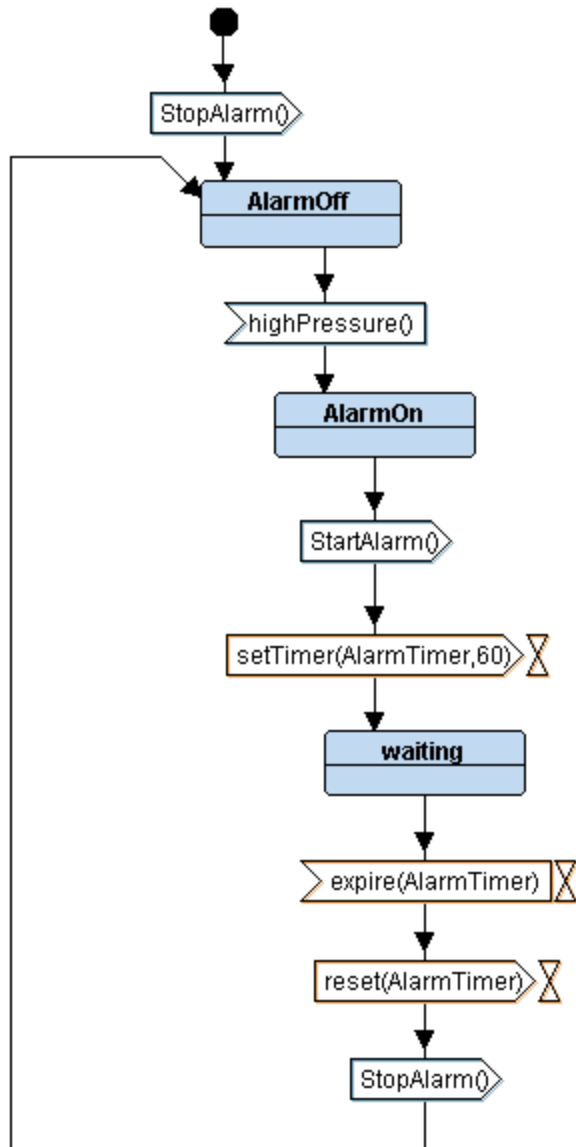 StopAlarm()
AlarmOff
highPressure()
AlarmOn
StartAlarm()
setTimer(AlarmTimer,60)
waiting
expire(AlarmTimer)
reset(AlarmTimer)
StopAlarm()